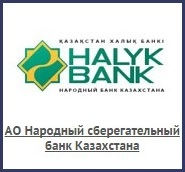 ҚАЗАҚСТАН ХАЛЫҚ БАНКІ
HALYK
BANK
НАРОДНЫЙ БАНК КАЗАХСТАНА
АО Народный сберегательный
банк Казахстана